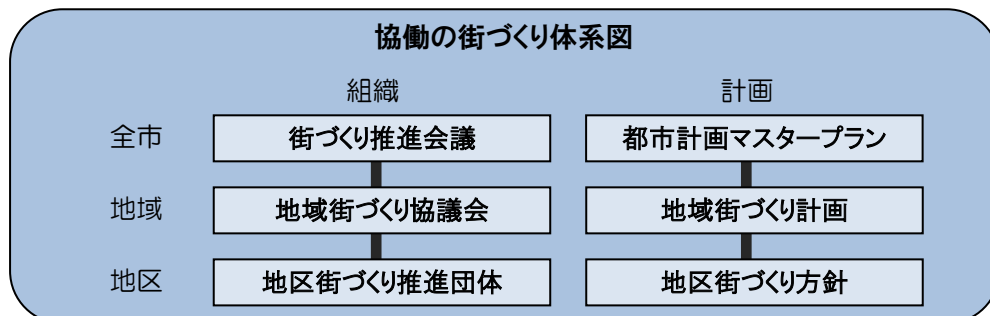 協働の街づくり体系図
組織 計画
全市 街づくり推進会議 都市計画マスタープラン
地域 地域街づくり協議会 地域街づくり計画
地区 地区街づくり推進団体 地区街づくり方針